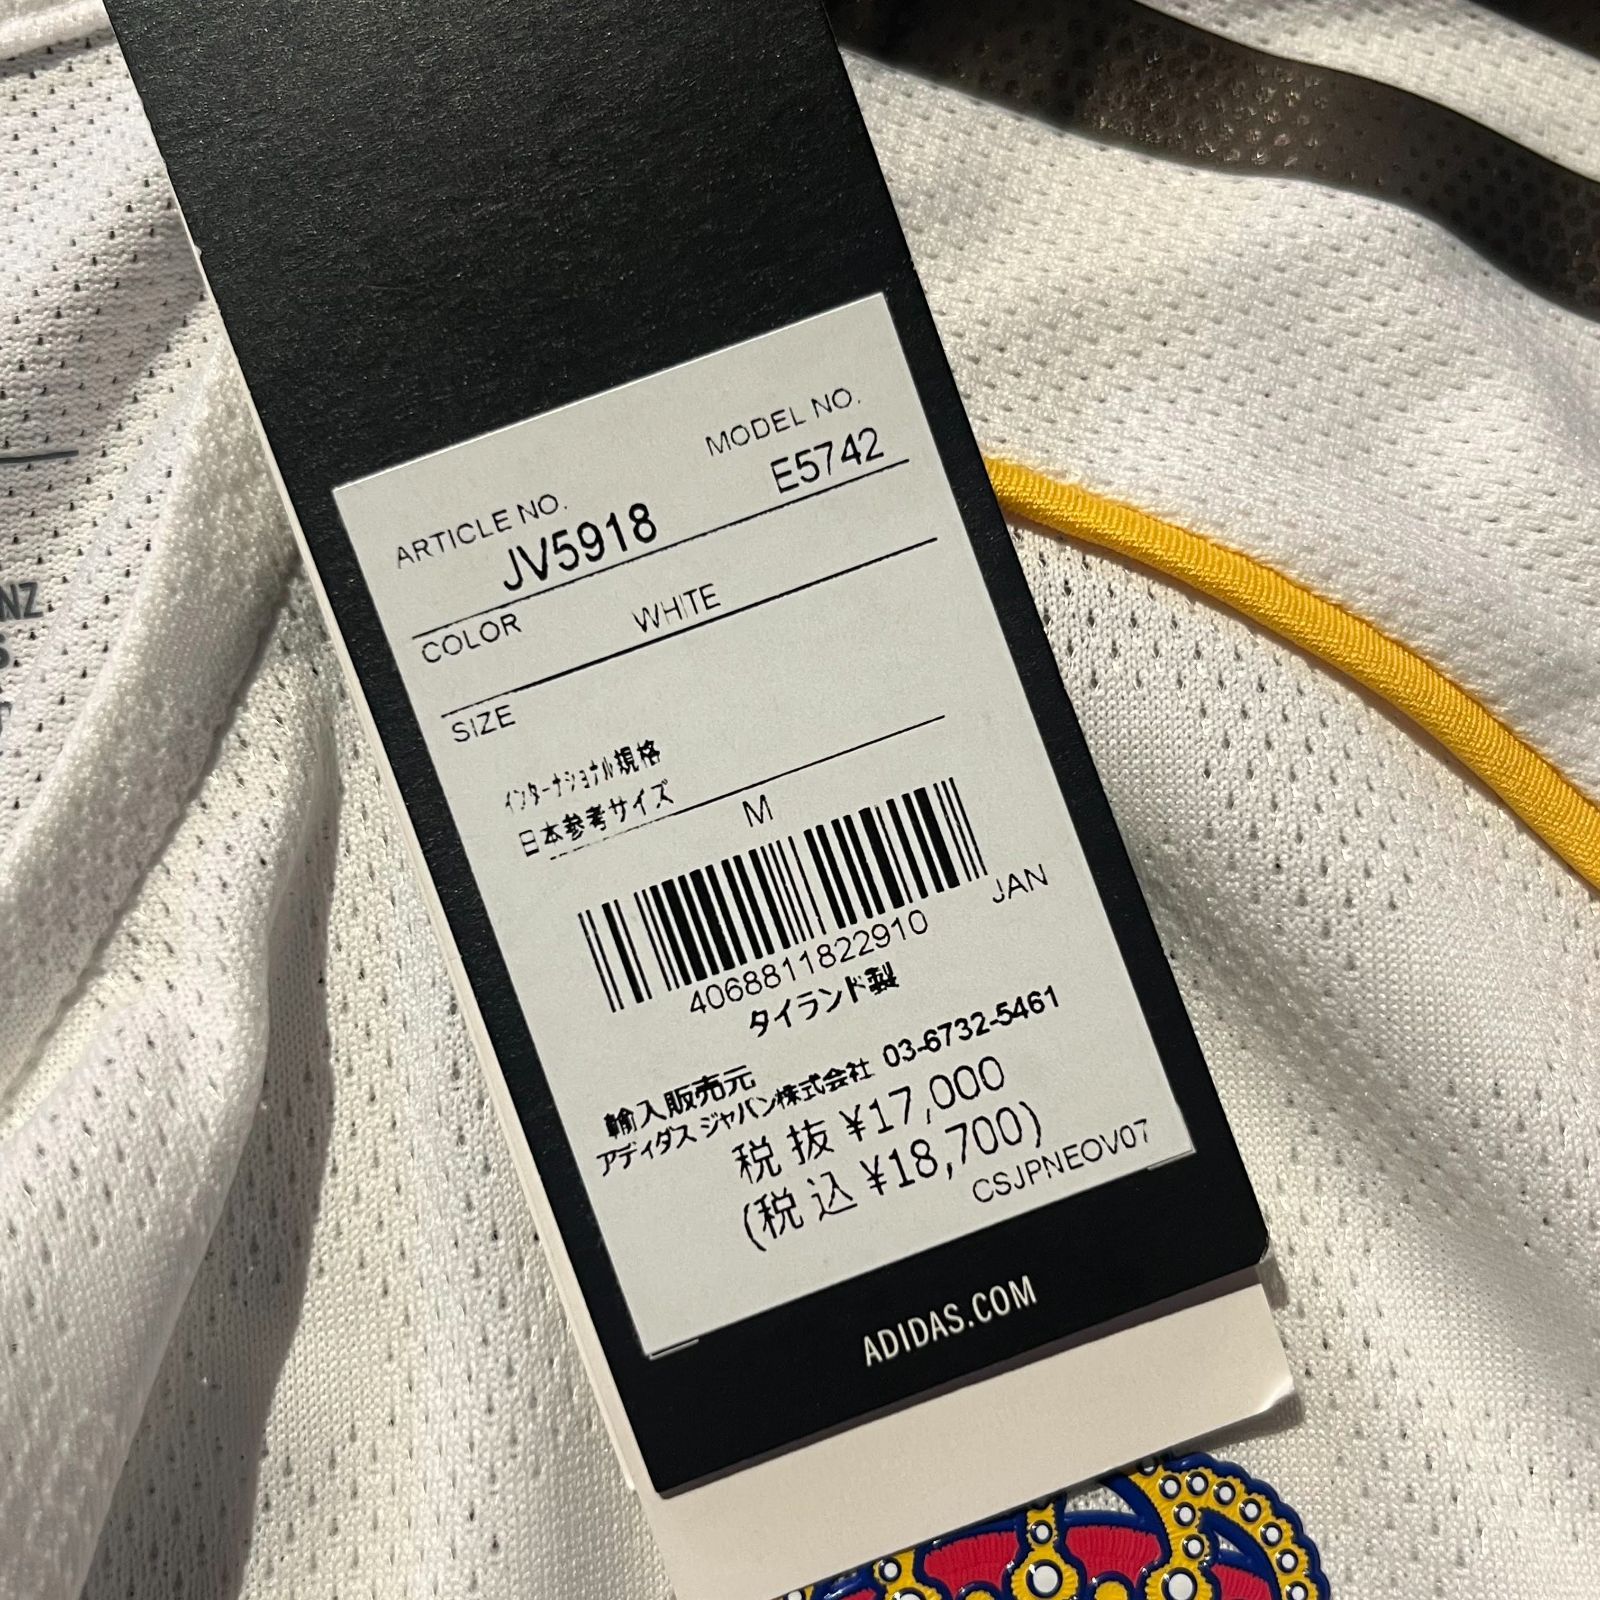 ARTICLE NO.
MODEL NO.
JV5918
E5742
COLOR WHITE
SIZE
インターナショナル規格
日本参考サイズ M
4068811822910 JAN
タイランド製
輸入販売元
アディダス ジャパン株式会社 03-6732-5461
税 抜 ¥17,000
(税 込 ¥18,700)
CSJPNEOV07
ADIDAS.COM
NZ